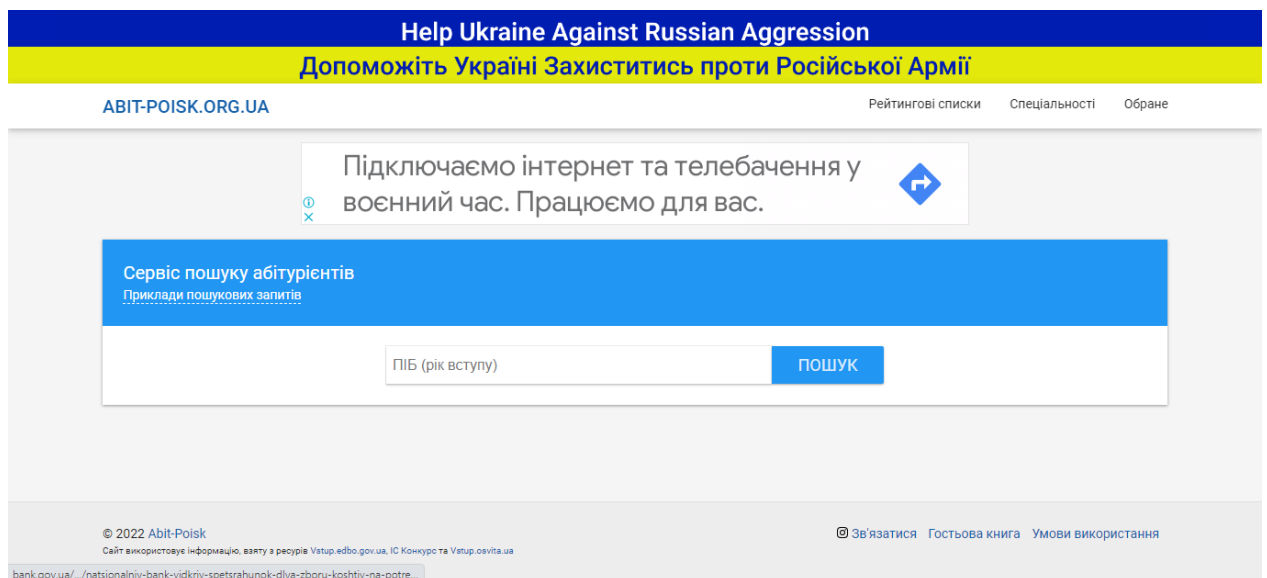 Help Ukraine Against Russian Aggression
Допоможіть Україні Захиститись проти Російської Армії
ABIT-POISK.ORG.UA
Рейтингові списки Спеціальності Обране
Підключаємо інтернет та телебачення у
воєнний час. Працюємо для вас.
Сервіс пошуку абітурієнтів
Приклади пошукових запитів
ПІБ (рік вступу) ПОШУК
© 2022 Abit-Poisk
Зв'язатися Гостьова книга Умови використання
Сайт використовує інформацію, взяту з ресурів Vstup.edbo.gov.ua, ІС Конкурс та Vstup.osvita.ua
bank.gov.ua/.../natsionalniy-bank-vidkriv-spetsrahunok-dlya-zboru-koshtiv-na-potre...